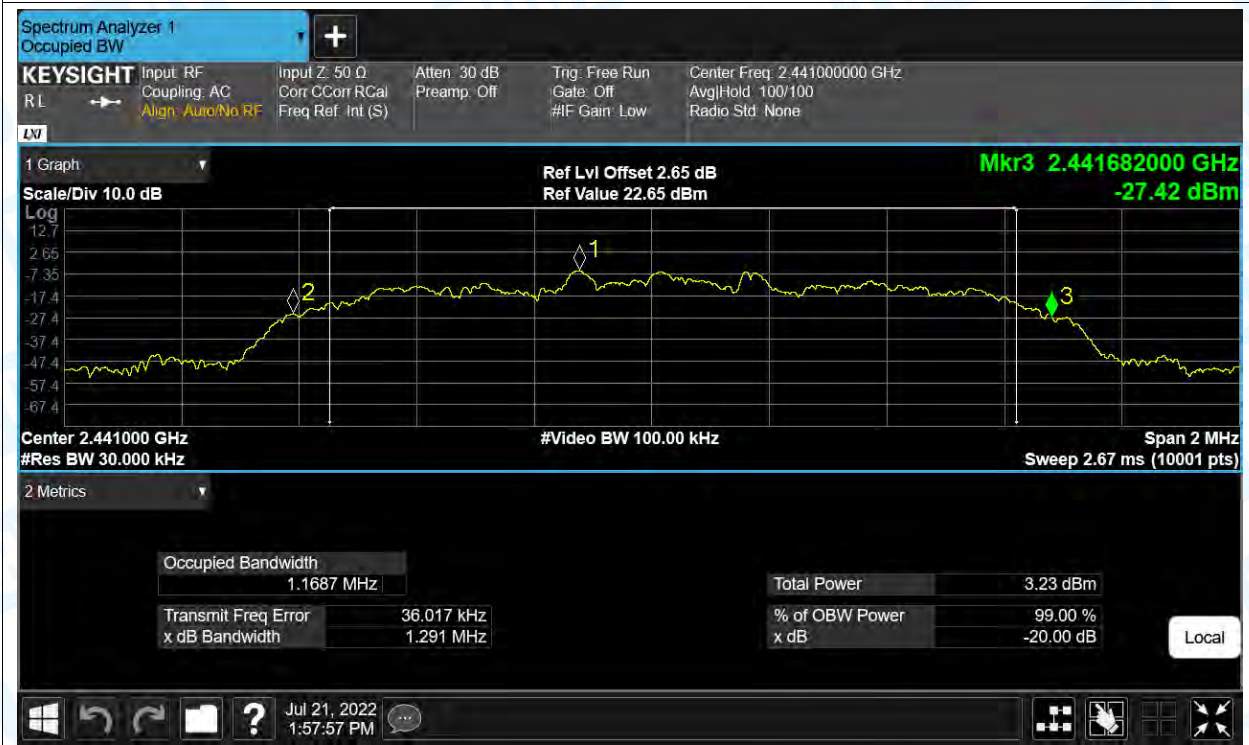 Spectrum Analyzer 1
Occupied BW
+
KEYSIGHT Input: RF Input Z: 50 Ω Atten: 30 dB Trig: Free Run Center Freq: 2.441000000 GHz
RL Coupling: AC Corr CCorr RCal Preamp: Off Gate: Off Avg|Hold: 100/100
Align: Auto/No RF Freq Ref: Int (S) #IF Gain: Low Radio Std: None
LXI
1 Graph Ref Lvl Offset 2.65 dB Mkr3 2.441682000 GHz
Scale/Div 10.0 dB Ref Value 22.65 dBm -27.42 dBm
Log
12.7
2.65
-7.35
-17.4
-27.4
-37.4
-47.4
-57.4
-67.4
1
2
3
Center 2.441000 GHz #Video BW 100.00 kHz Span 2 MHz
#Res BW 30.000 kHz Sweep 2.67 ms (10001 pts)
2 Metrics
Occupied Bandwidth
1.1687 MHz Total Power 3.23 dBm
Transmit Freq Error 36.017 kHz % of OBW Power 99.00 %
x dB Bandwidth 1.291 MHz x dB -20.00 dB
Local
? Jul 21, 2022
1:57:57 PM